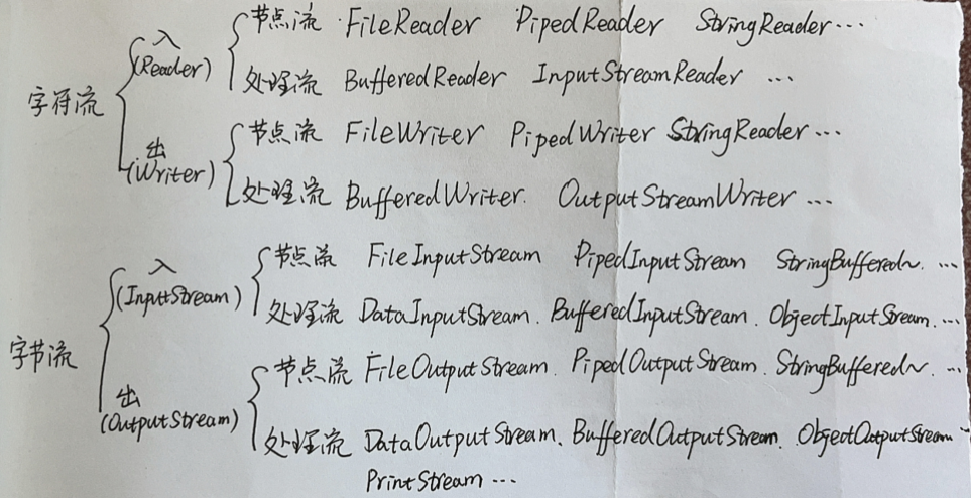 节点流 FileReader PipedReader StringReader...
入
(Reader)
处理流 BufferedReader InputStreamReader ...
字符流
节点流 FileWriter PipedWriter StringReader...
出
(Writer)
处理流 BufferedWriter. OutputStreamWriter ...
节点流 FileInputStream PipedInputStream StringBuffered~. ...
入
(InputStream)
处理流 DataInputStream. BufferedInputStream. ObjectInputStream. ...
字节流
节点流 FileOutputStream. PipedOutputStream. StringBuffered~. ...
出
(OutputStream)
处理流 DataOutputStream、BufferedOutputStream. ObjectOutputStream
PrintStream ...